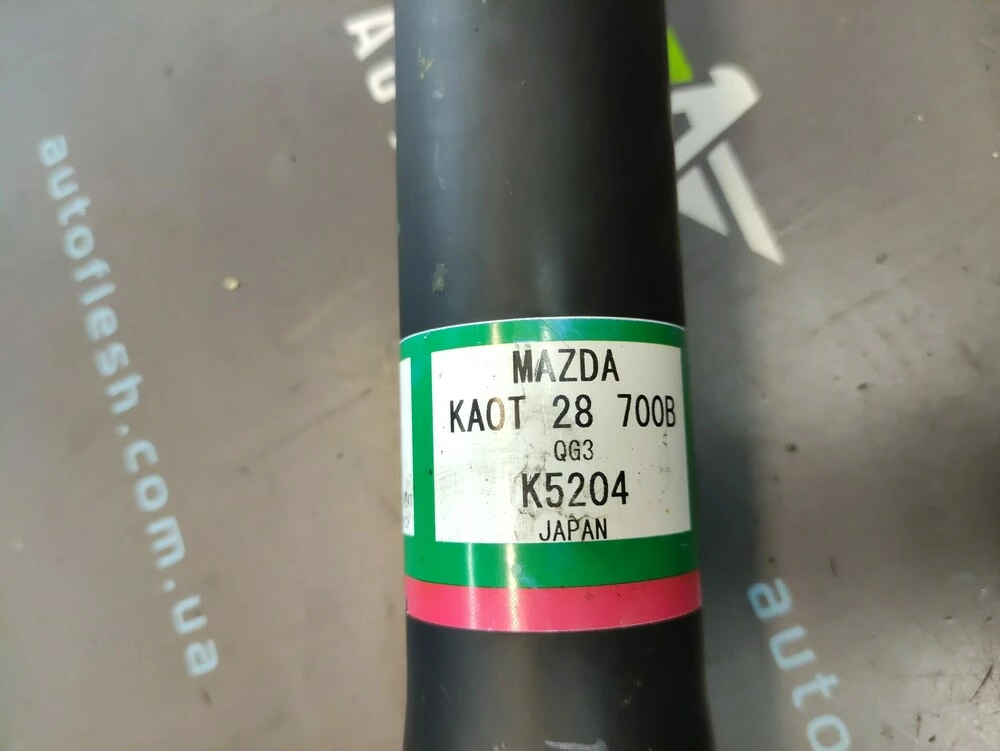 MAZDA
KAOT 28 700B
QG3
K5204
JAPAN
autoflesh.com.ua
auto